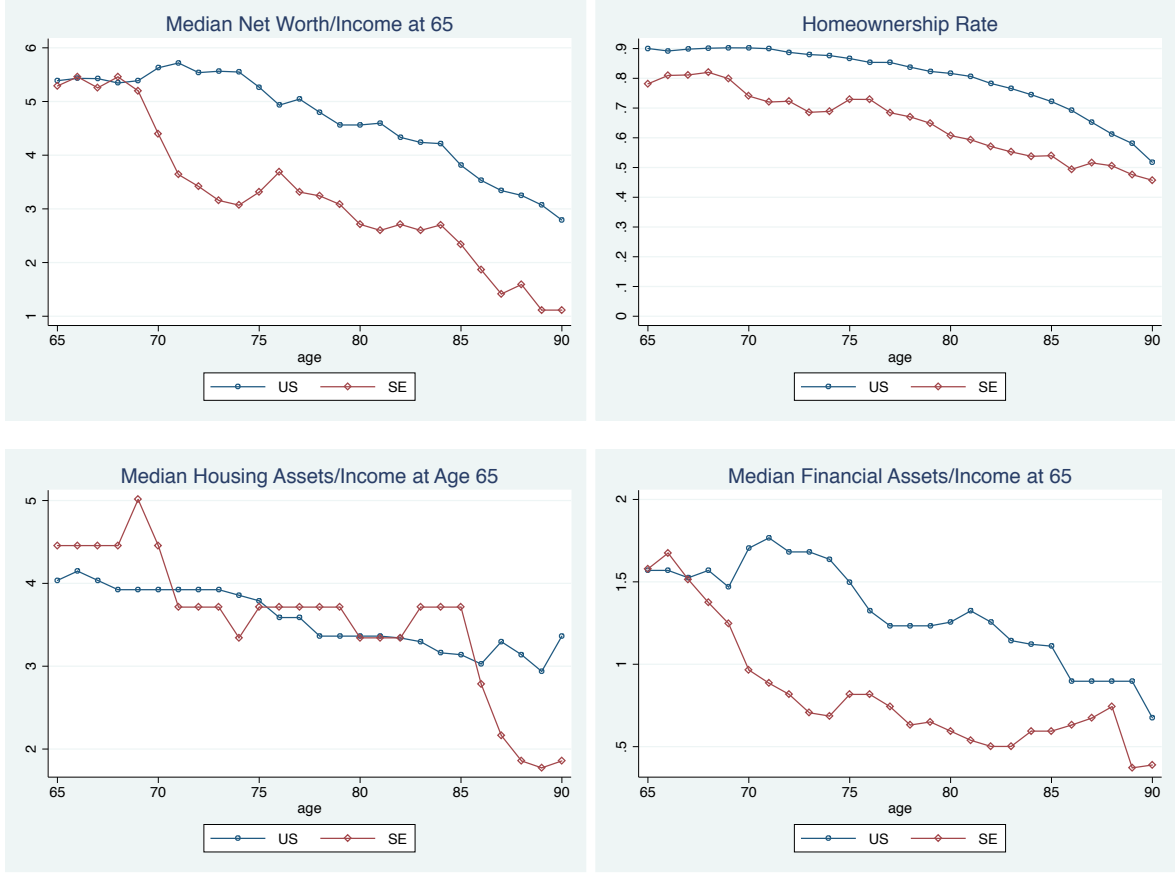 Median Net Worth/Income at 65
6
5
4
3
2
1
65 70 75 80 85 90
age
US SE
Homeownership Rate
.9
.8
.7
.6
.5
.4
.3
.2
.1
0
65 70 75 80 85 90
age
US SE
Median Housing Assets/Income at Age 65
5
4
3
2
65 70 75 80 85 90
age
US SE
Median Financial Assets/Income at 65
2
1.5
1
.5
65 70 75 80 85 90
age
US SE